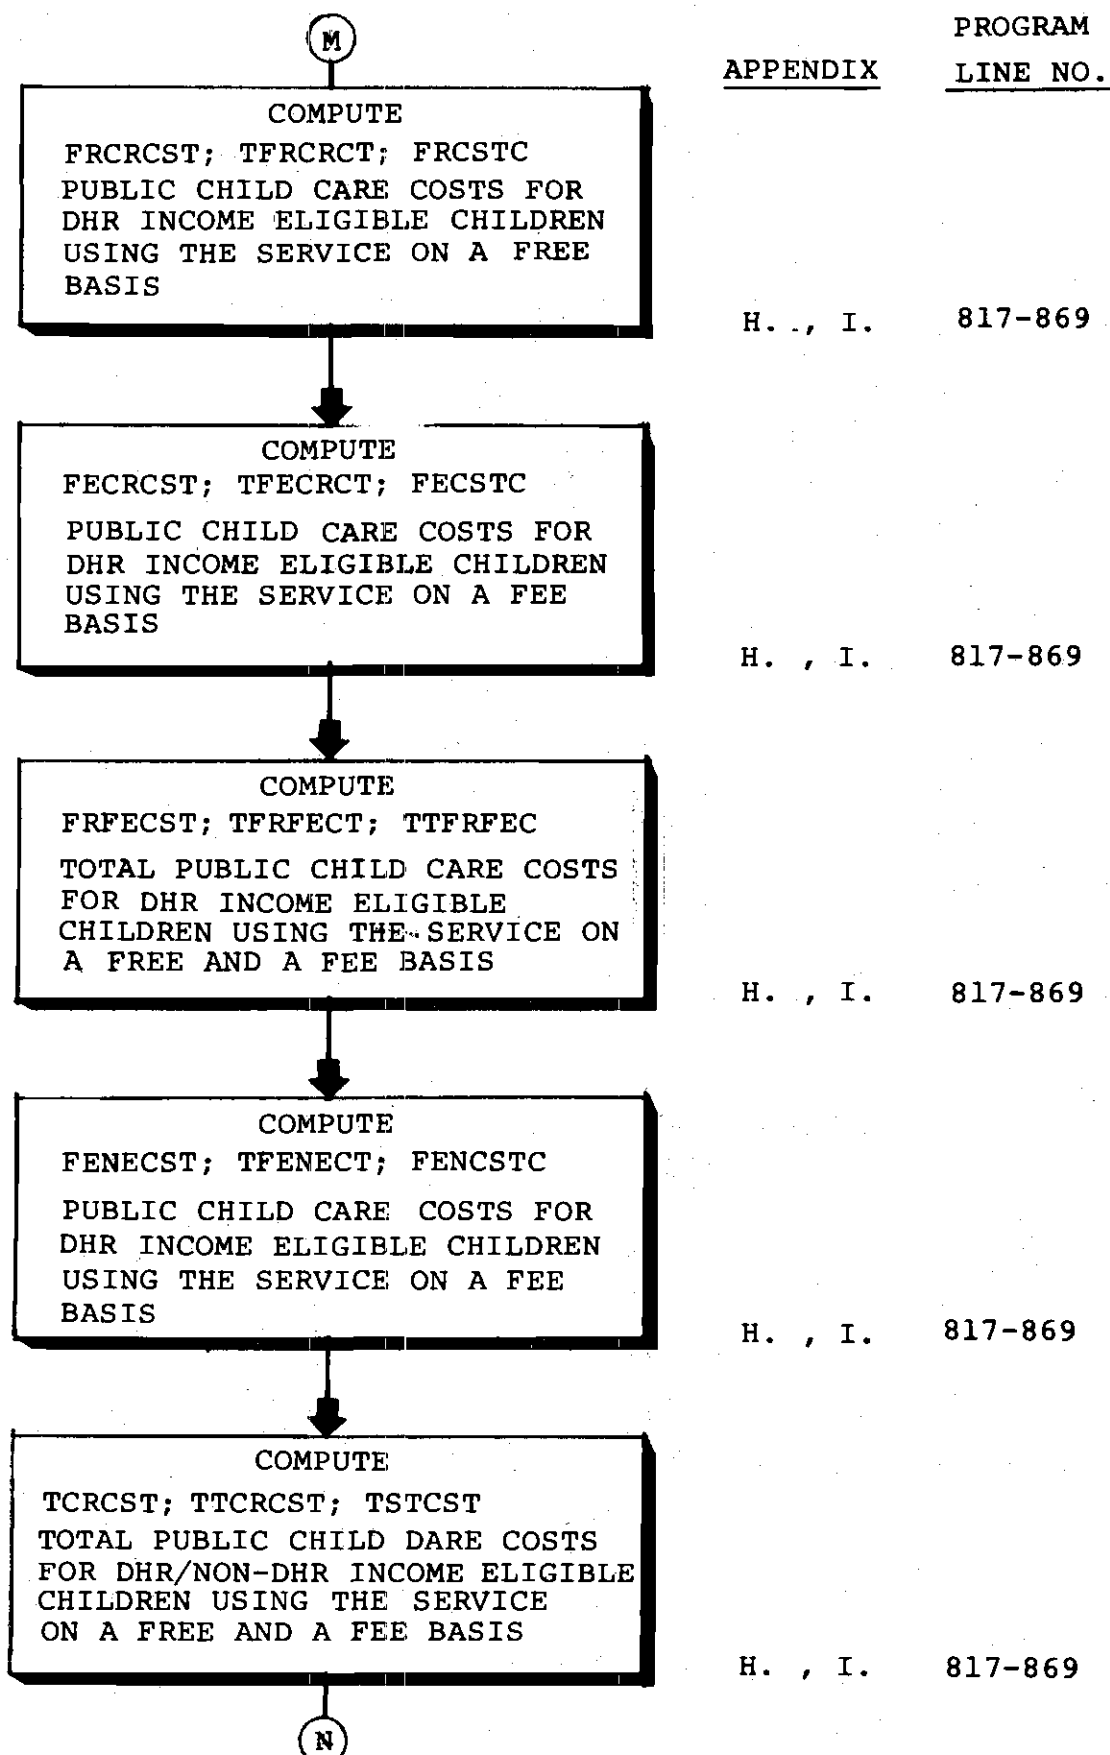 M
PROGRAM
APPENDIX LINE NO.
COMPUTE
FRCRCST; TFRCRCT; FRCSTC
PUBLIC CHILD CARE COSTS FOR
DHR INCOME ELIGIBLE CHILDREN
USING THE SERVICE ON A FREE
BASIS
H. , I. 817-869
COMPUTE
FECRCST; TFECRCT; FECSTC
PUBLIC CHILD CARE COSTS FOR
DHR INCOME ELIGIBLE CHILDREN
USING THE SERVICE ON A FEE
BASIS
H. , I. 817-869
COMPUTE
FRFECST; TFRFECT; TTFRFEC
TOTAL PUBLIC CHILD CARE COSTS
FOR DHR INCOME ELIGIBLE
CHILDREN USING THE SERVICE ON
A FREE AND A FEE BASIS
H. , I. 817-869
COMPUTE
FENECST; TFENECT; FENCSTC
PUBLIC CHILD CARE COSTS FOR
DHR INCOME ELIGIBLE CHILDREN
USING THE SERVICE ON A FEE
BASIS
H. , I. 817-869
COMPUTE
TCRCST; TTCRCST; TSTCST
TOTAL PUBLIC CHILD DARE COSTS
FOR DHR/NON-DHR INCOME ELIGIBLE
CHILDREN USING THE SERVICE
ON A FREE AND A FEE BASIS
H. , I. 817-869
N